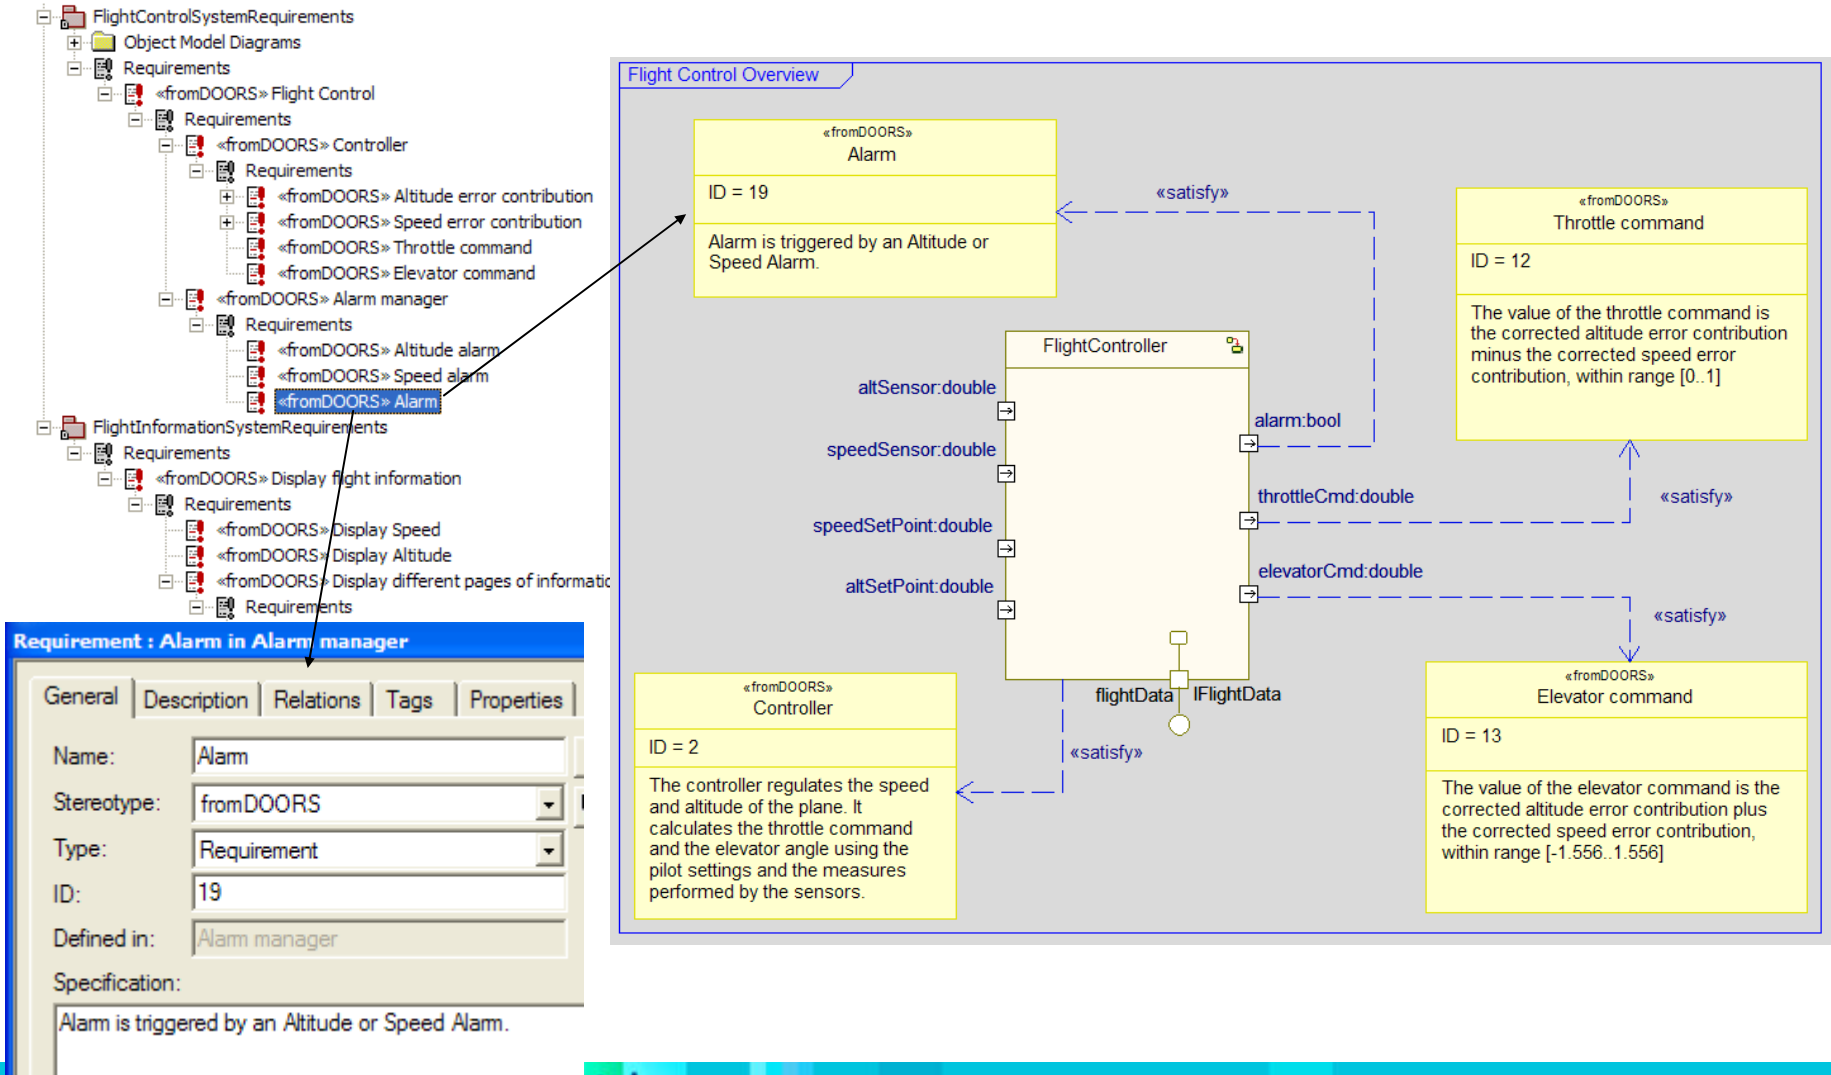 FlightControlSystemRequirements
Object Model Diagrams
Requirements
«fromDOORS» Flight Control
Requirements
«fromDOORS» Controller
Requirements
«fromDOORS» Altitude error contribution
«fromDOORS» Speed error contribution
«fromDOORS» Throttle command
«fromDOORS» Elevator command
«fromDOORS» Alarm manager
Requirements
«fromDOORS» Altitude alarm
«fromDOORS» Speed alarm
«fromDOORS» Alarm
FlightInformationSystemRequirements
Requirements
«fromDOORS» Display flight information
Requirements
«fromDOORS» Display Speed
«fromDOORS» Display Altitude
«fromDOORS» Display different pages of informatio
Requirements
Requirement : Alarm in Alarm manager
General Description Relations Tags Properties
Name: Alarm
Stereotype: fromDOORS
Type: Requirement
ID: 19
Defined in: Alarm manager
Specification:
Alarm is triggered by an Altitude or Speed Alarm.
Flight Control Overview
«fromDOORS»
Alarm
ID = 19
Alarm is triggered by an Altitude or
Speed Alarm.
«satisfy»
«fromDOORS»
Throttle command
ID = 12
The value of the throttle command is
the corrected altitude error contribution
minus the corrected speed error
contribution, within range [0..1]
FlightController
altSensor:double
speedSensor:double
speedSetPoint:double
altSetPoint:double
alarm:bool
throttleCmd:double
«satisfy»
elevatorCmd:double
«satisfy»
flightData IFlightData
«satisfy»
«fromDOORS»
Controller
ID = 2
The controller regulates the speed
and altitude of the plane. It
calculates the throttle command
and the elevator angle using the
pilot settings and the measures
performed by the sensors.
«fromDOORS»
Elevator command
ID = 13
The value of the elevator command is the
corrected altitude error contribution plus
the corrected speed error contribution,
within range [-1.556..1.556]